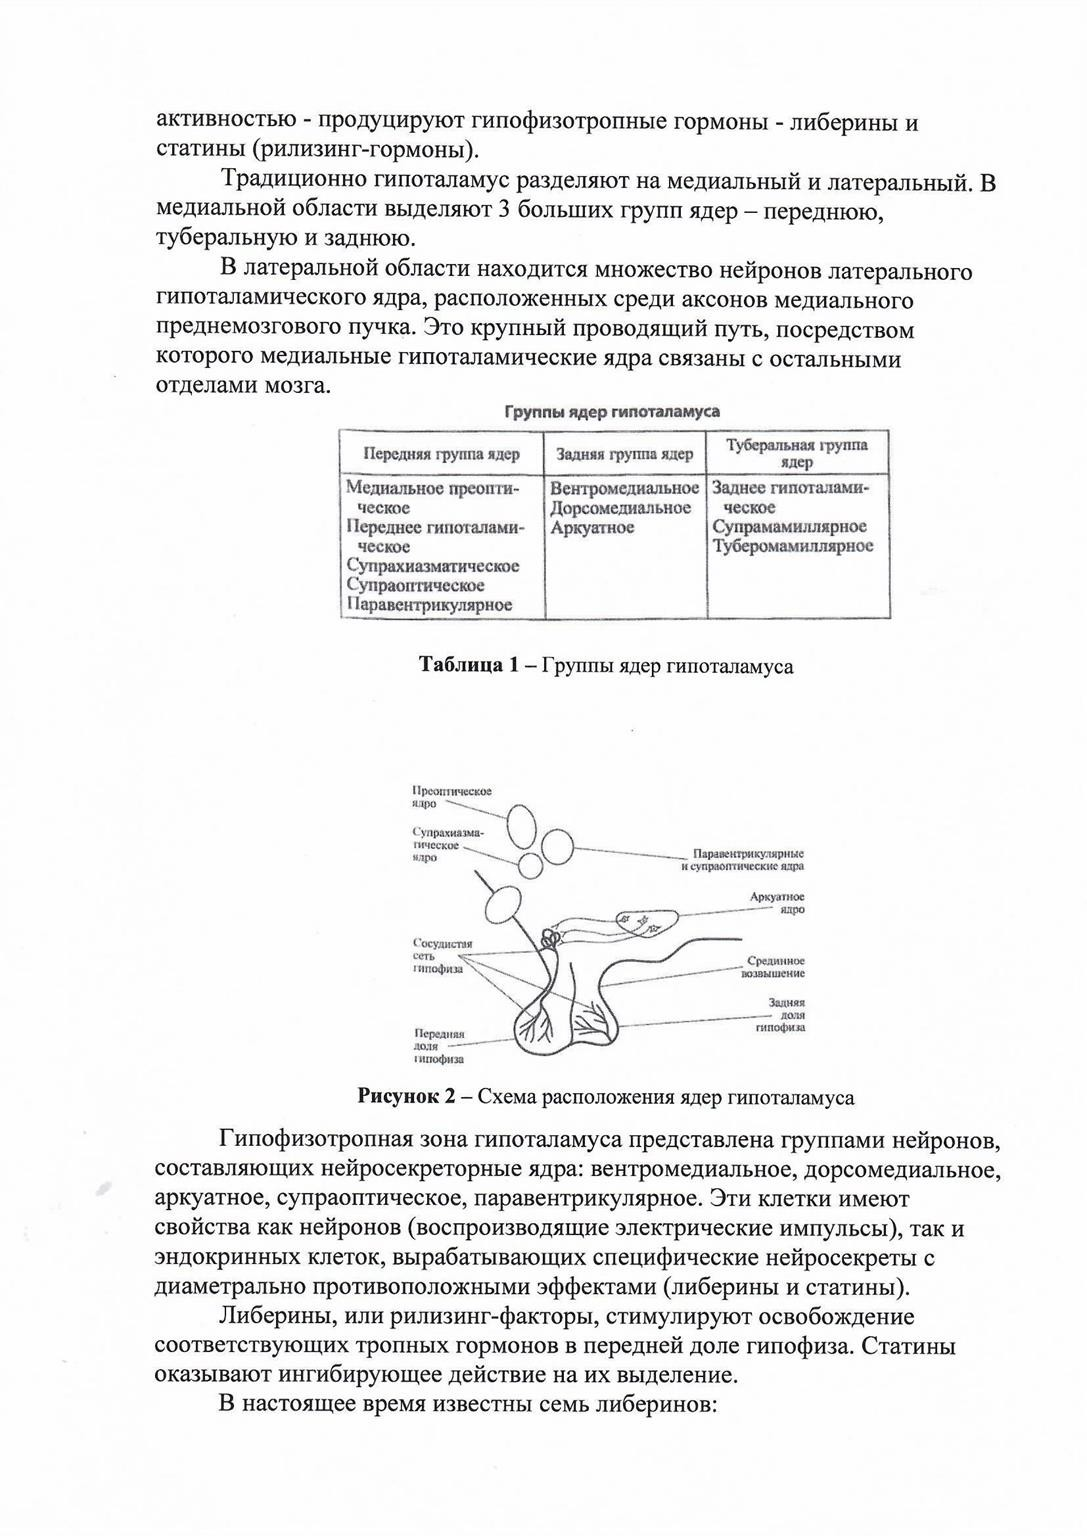 активностью - продуцируют гипофизотропные гормоны - либерины и
статины (рилизинг-гормоны).
Традиционно гипоталамус разделяют на медиальный и латеральный. В
медиальной области выделяют 3 больших групп ядер – переднюю,
туберальную и заднюю.
В латеральной области находится множество нейронов латерального
гипоталамического ядра, расположенных среди аксонов медиального
преднемозгового пучка. Это крупный проводящий путь, посредством
которого медиальные гипоталамические ядра связаны с остальными
отделами мозга.
Группы ядер гипоталамуса
Передняя группа ядер
Задняя группа ядер
Туберальная группа
ядер
Медиальное преопти-
ческое
Переднее гипоталами-
ческое
Супрахиазматическое
Супраоптическое
Паравентрикулярное
Вентромедиальное
Дорсомедиальное
Аркуатное
Заднее гипоталами-
ческое
Супрамамиллярное
Туберомамиллярное
Таблица 1 – Группы ядер гипоталамуса
Преоптическое
ядро
Супрахиазма-
тическое
ядро
Паравентрикулярные
и супраоптические ядра
Аркуатное
ядро
Сосудистая
сеть
гипофиза
Срединное
возвышение
Задняя
доля
гипофиза
Передняя
доля
гипофиза
Рисунок 2 – Схема расположения ядер гипоталамуса
Гипофизотропная зона гипоталамуса представлена группами нейронов,
составляющих нейросекреторные ядра: вентромедиальное, дорсомедиальное,
аркуатное, супраоптическое, паравентрикулярное. Эти клетки имеют
свойства как нейронов (воспроизводящие электрические импульсы), так и
эндокринных клеток, вырабатывающих специфические нейросекреты с
диаметрально противоположными эффектами (либерины и статины).
Либерины, или рилизинг-факторы, стимулируют освобождение
соответствующих тропных гормонов в передней доле гипофиза. Статины
оказывают ингибирующее действие на их выделение.
В настоящее время известны семь либеринов: